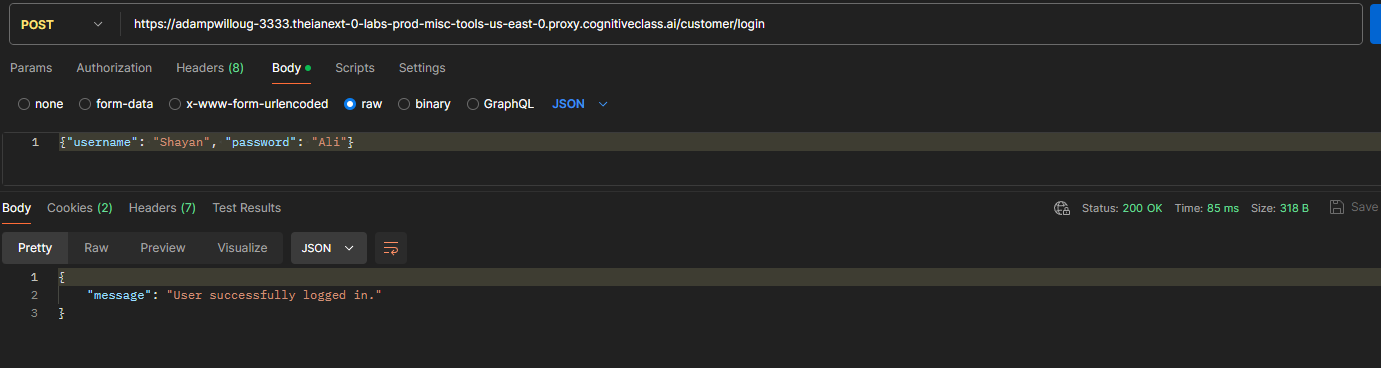 POST https://adampwilloug-3333.theianext-0-labs-prod-misc-tools-us-east-0.proxy.cognitiveclass.ai/customer/login
Params Authorization Headers (8) Body Scripts Settings
none form-data x-www-form-urlencoded raw binary GraphQL JSON
1 {"username": "Shayan", "password": "Ali"}
Body Cookies (2) Headers (7) Test Results Status: 200 OK Time: 85 ms Size: 318 B Save
Pretty Raw Preview Visualize JSON
1 {
2 "message": "User successfully logged in."
3 }